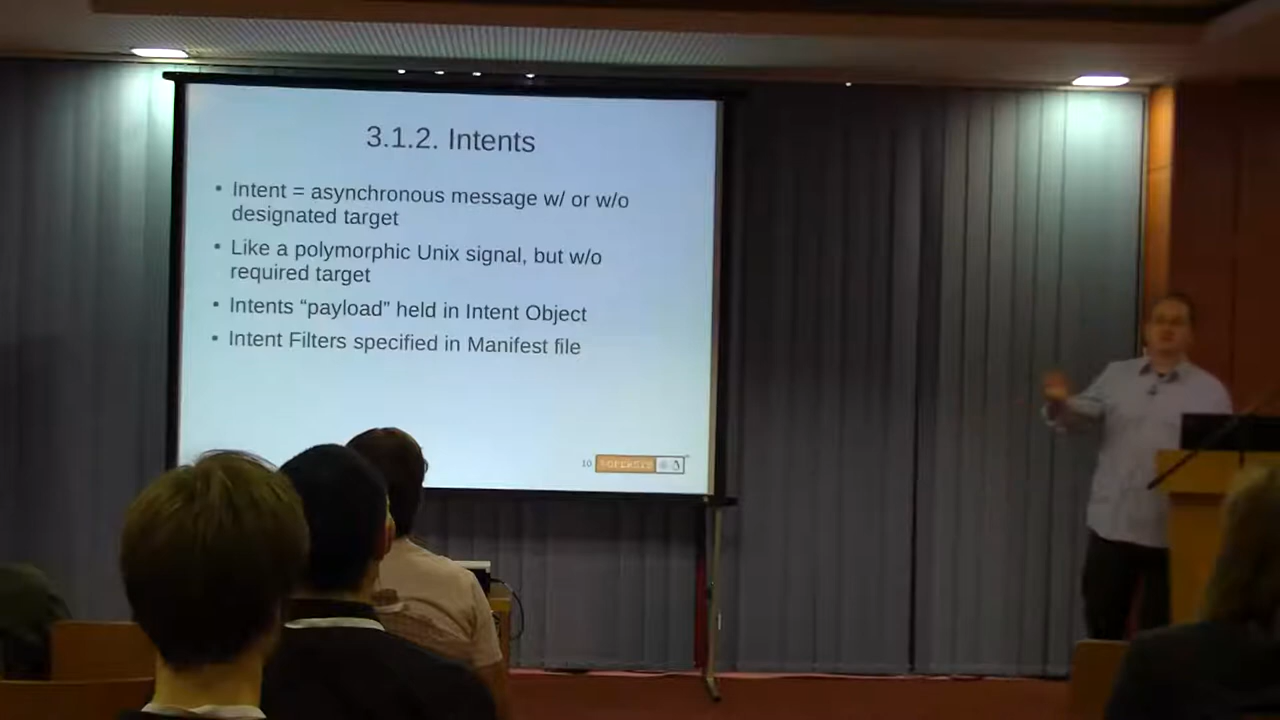 3.1.2. Intents
• Intent = asynchronous message w/ or w/o
designated target
• Like a polymorphic Unix signal, but w/o
required target
• Intents “payload” held in Intent Object
• Intent Filters specified in Manifest file
10 OPERSYS